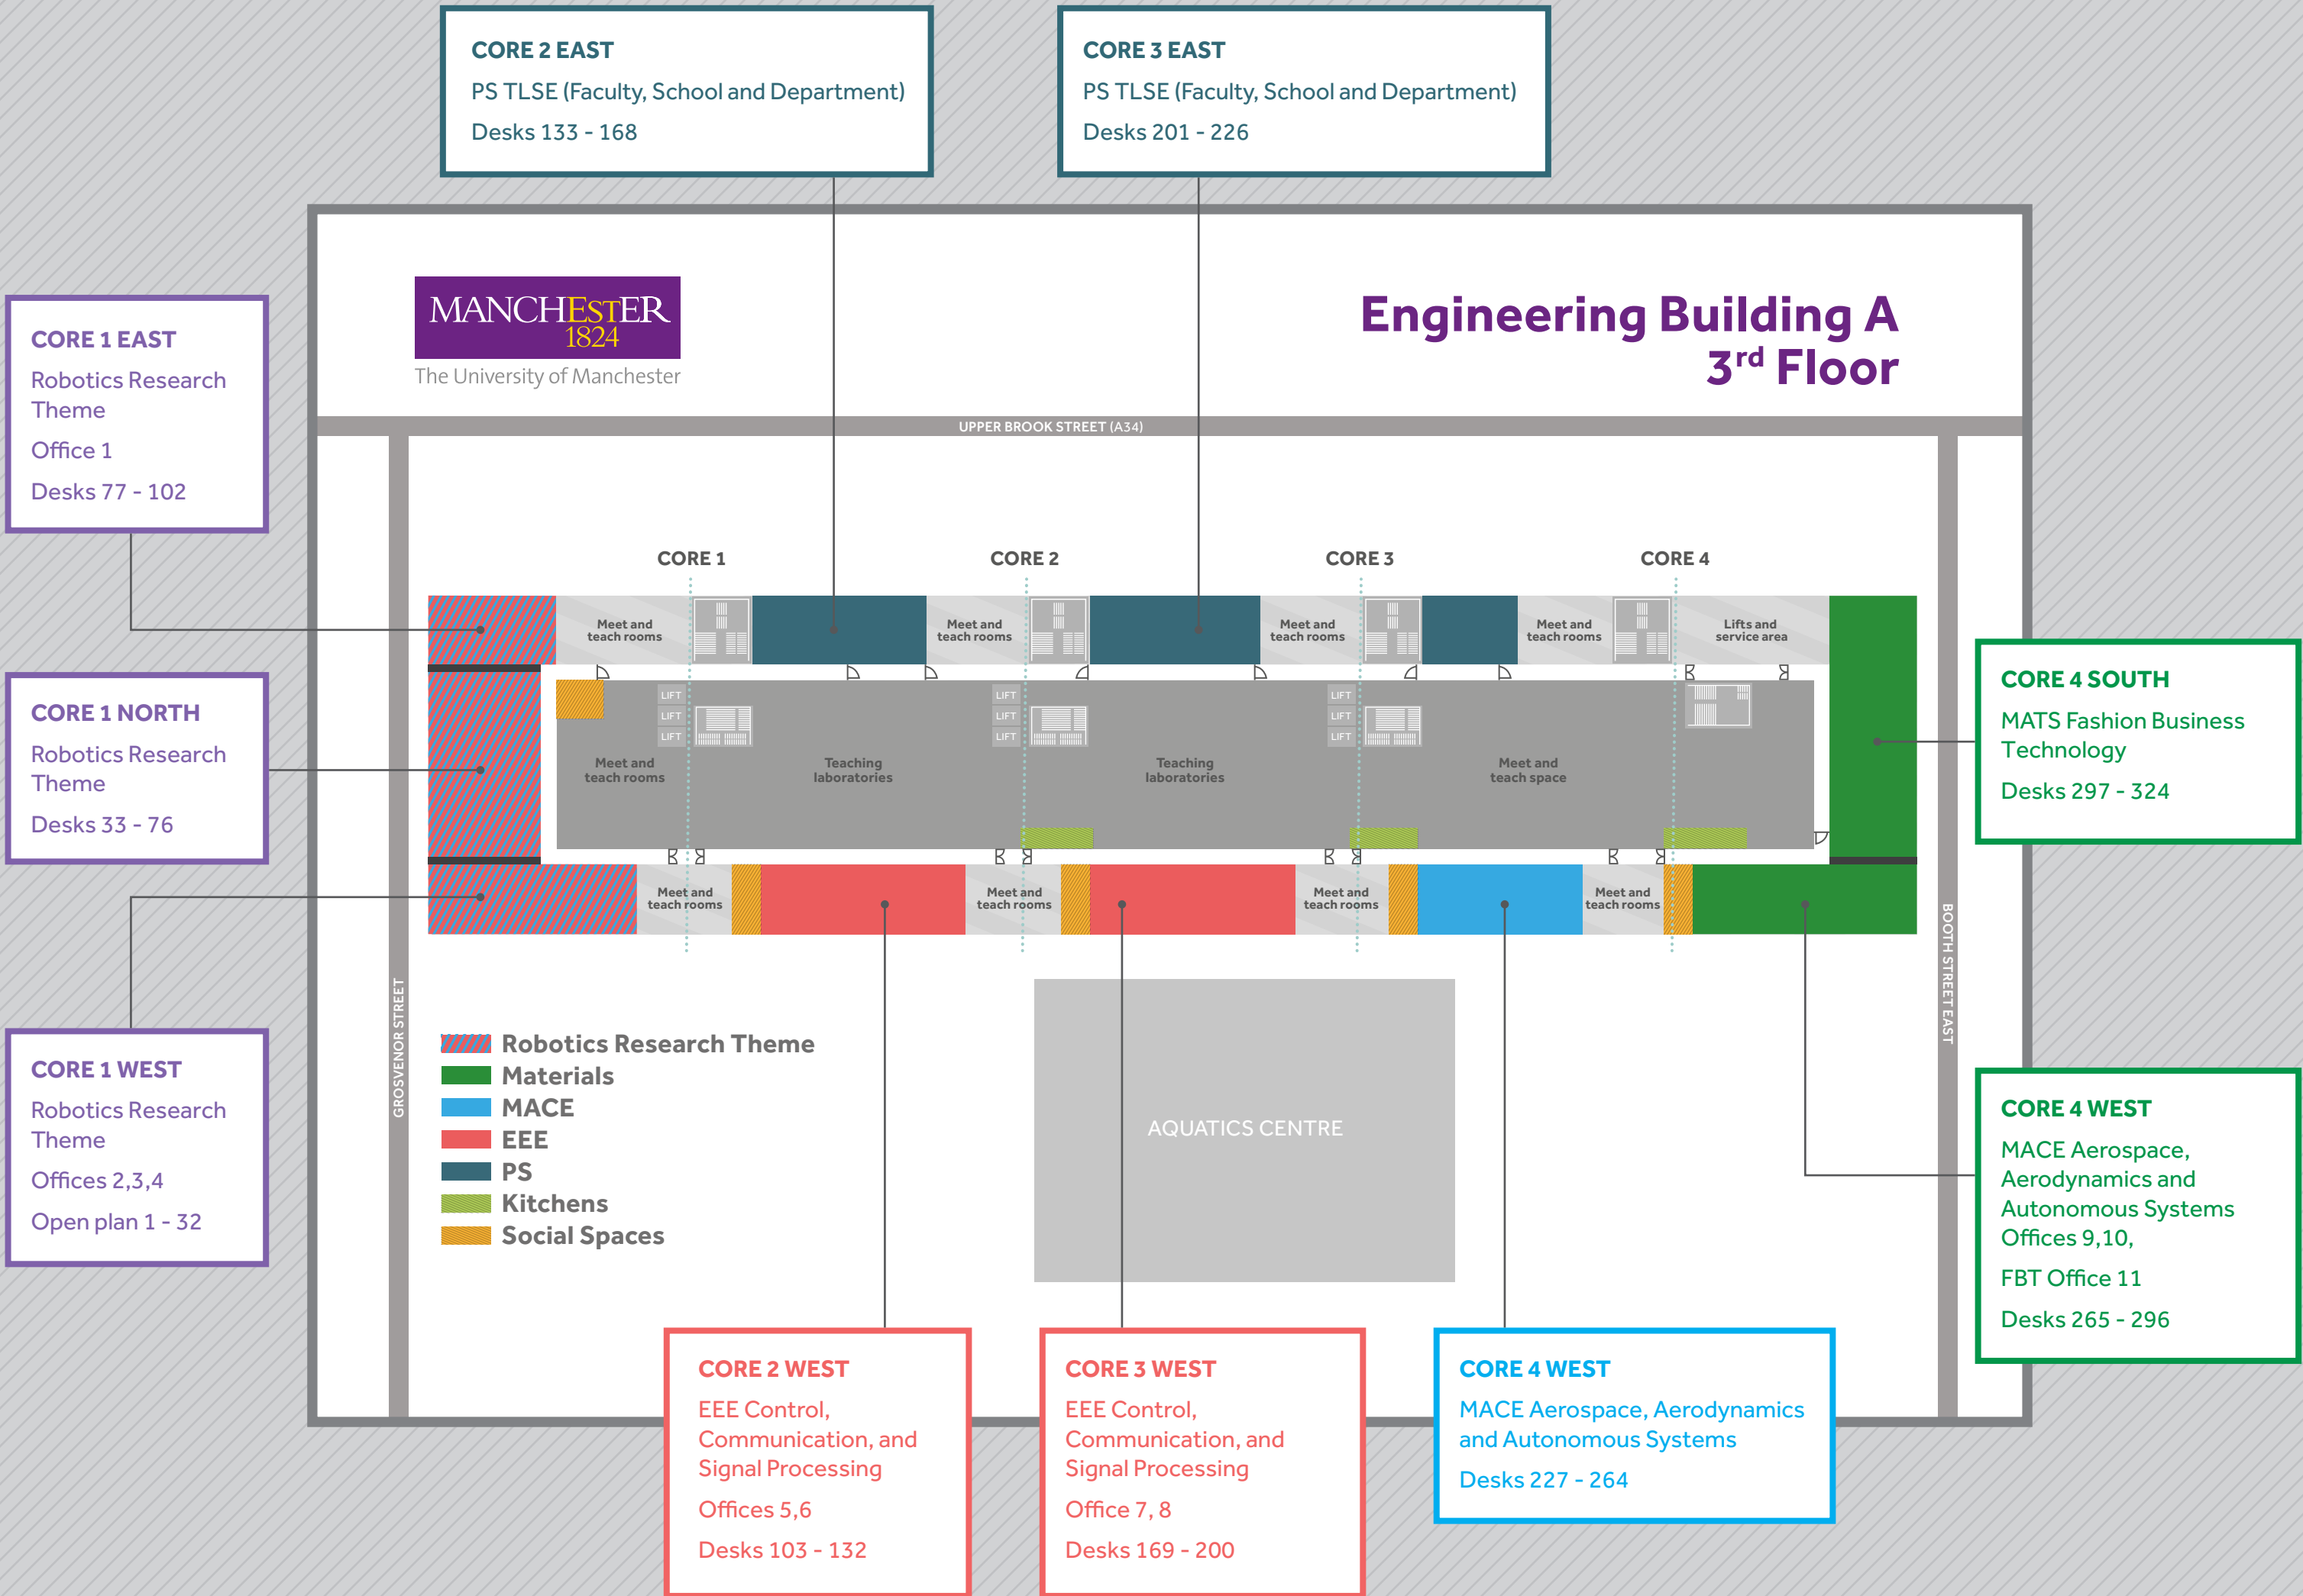 CORE 2 EAST
PS TLSE (Faculty, School and Department)
Desks 133 - 168
CORE 3 EAST
PS TLSE (Faculty, School and Department)
Desks 201 - 226
MANCHESTER
1824
The University of Manchester
Engineering Building A
3rd Floor
CORE 1 EAST
Robotics Research
Theme
Office 1
Desks 77 - 102
UPPER BROOK STREET (A34)
CORE 1
CORE 2
CORE 3
CORE 4
Meet and
teach rooms
Meet and
teach rooms
Meet and
teach rooms
Meet and
teach rooms
Lifts and
service area
CORE 1 NORTH
Robotics Research
Theme
Desks 33 - 76
LIFT
LIFT
LIFT
LIFT
LIFT
LIFT
LIFT
LIFT
LIFT
Meet and
teach rooms
Teaching
laboratories
Teaching
laboratories
Meet and
teach space
CORE 4 SOUTH
MATS Fashion Business
Technology
Desks 297 - 324
Meet and
teach rooms
Meet and
teach rooms
Meet and
teach rooms
Meet and
teach rooms
GROSVENOR STREET
BOOTH STREET EAST
CORE 1 WEST
Robotics Research
Theme
Offices 2,3,4
Open plan 1 - 32
Robotics Research Theme
Materials
MACE
EEE
PS
Kitchens
Social Spaces
AQUATICS CENTRE
CORE 4 WEST
MACE Aerospace,
Aerodynamics and
Autonomous Systems
Offices 9,10,
FBT Office 11
Desks 265 - 296
CORE 2 WEST
EEE Control,
Communication, and
Signal Processing
Offices 5,6
Desks 103 - 132
CORE 3 WEST
EEE Control,
Communication, and
Signal Processing
Office 7, 8
Desks 169 - 200
CORE 4 WEST
MACE Aerospace, Aerodynamics
and Autonomous Systems
Desks 227 - 264